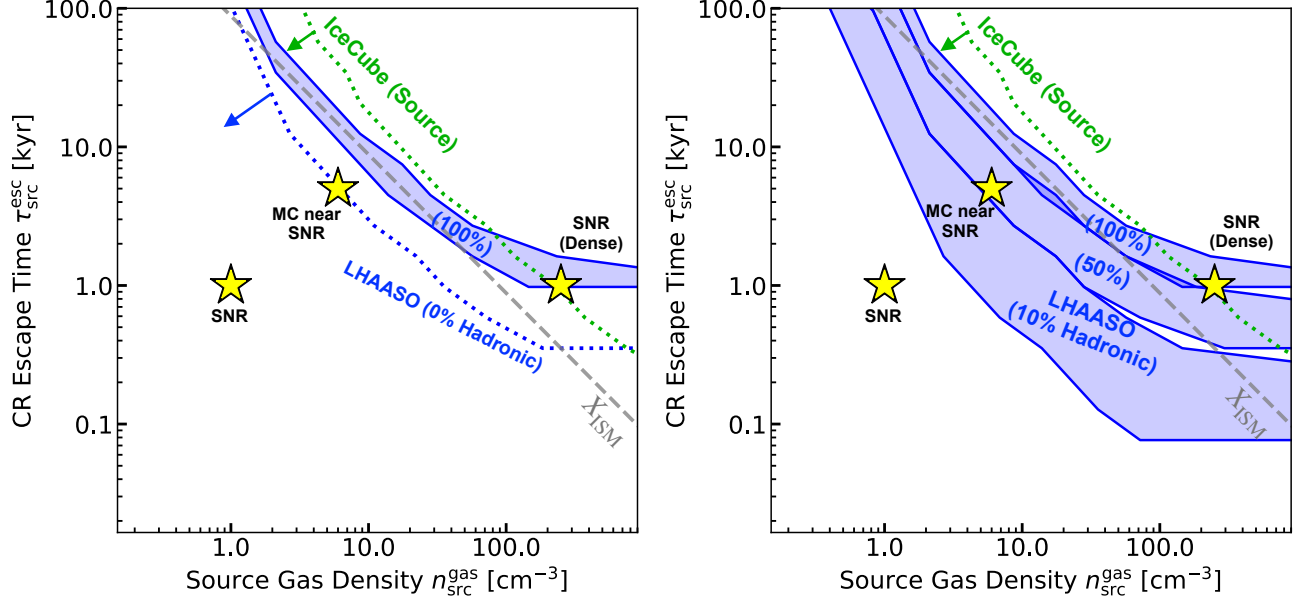 100.0
10.0
1.0
0.1
CR Escape Time τ_src^esc [kyr]
IceCube (Source)
MC near
SNR
(100%)
SNR
(Dense)
SNR
LHAASO (0% Hadronic)
X_ISM
1.0
10.0
100.0
Source Gas Density n_src^gas [cm⁻³]
100.0
10.0
1.0
0.1
CR Escape Time τ_src^esc [kyr]
IceCube (Source)
MC near
SNR
(100%)
SNR
(Dense)
(50%)
SNR
LHAASO
(10% Hadronic)
X_ISM
1.0
10.0
100.0
Source Gas Density n_src^gas [cm⁻³]